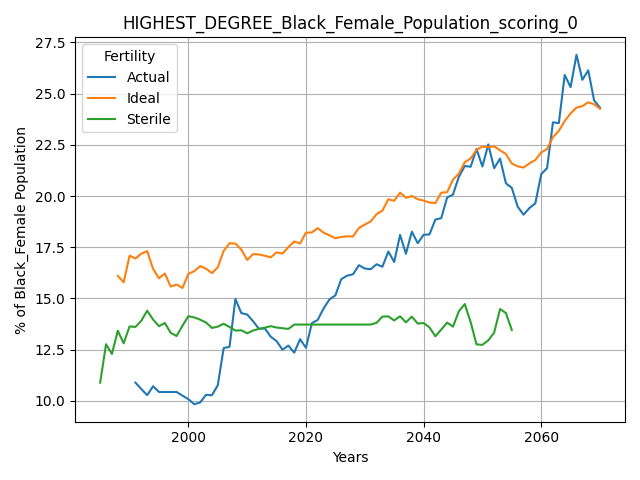 HIGHEST_DEGREE_Black_Female_Population_scoring_0
27.5
25.0
22.5
20.0
17.5
15.0
12.5
10.0
% of Black_Female Population
Fertility
Actual
Ideal
Sterile
2000
2020
2040
2060
Years